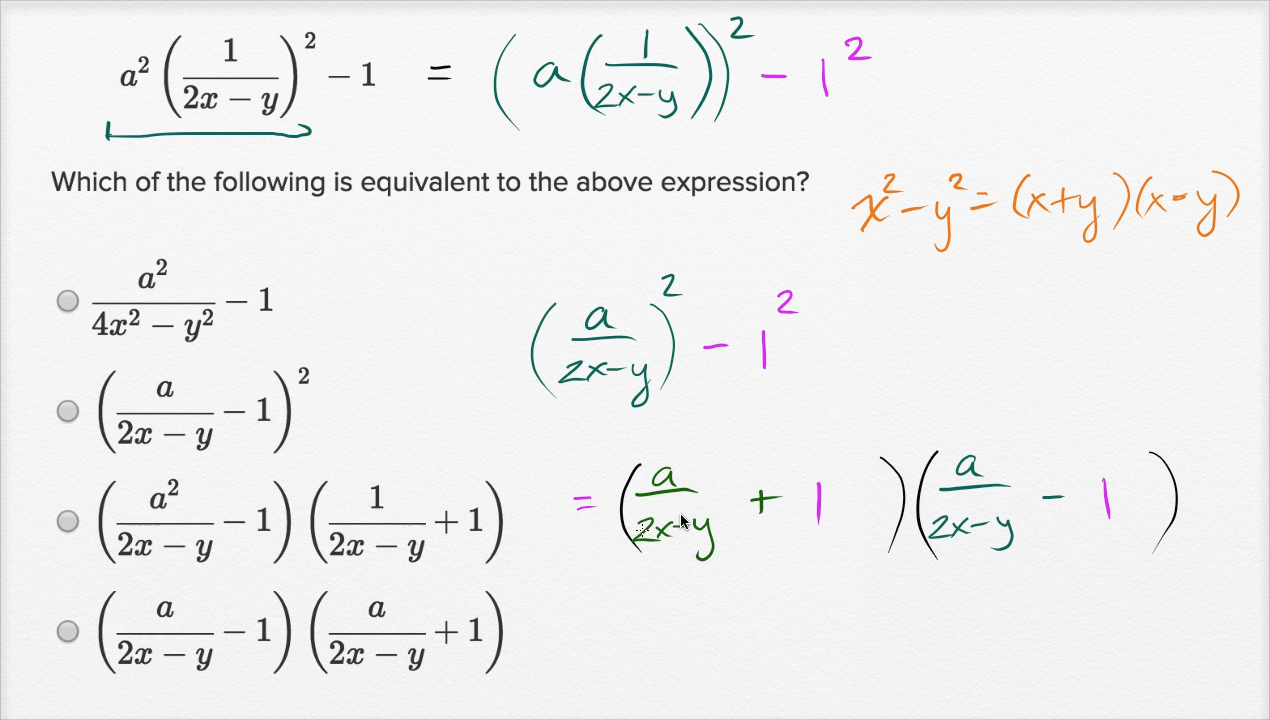 a² (1/(2x − y))² − 1 = (a(1/(2x-y)))² - 1²
Which of the following is equivalent to the above expression?
x² - y² = (x+y)(x-y)
a²/(4x² − y²) − 1
(a/(2x-y))² - 1²
(a/(2x − y) − 1)²
(a²/(2x − y) − 1) (1/(2x − y) + 1)
= (a/(2x-y) + 1)(a/(2x-y) - 1)
(a/(2x − y) − 1) (a/(2x − y) + 1)